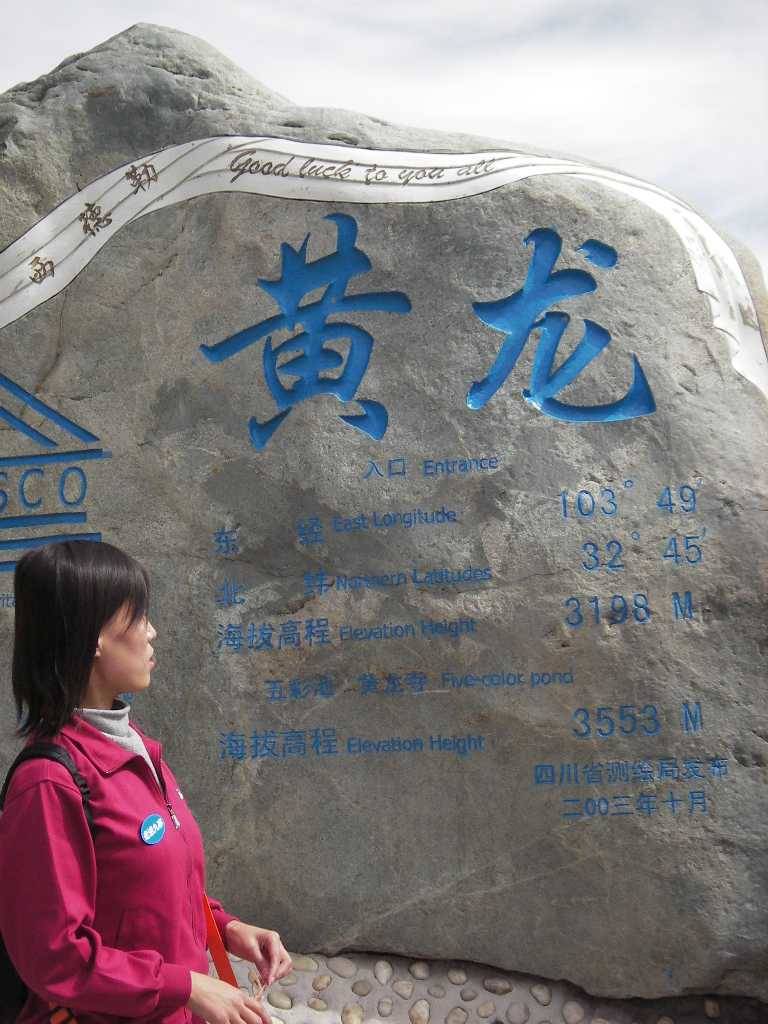 西德勒
Good luck to you all
黄龙
SCO
入口 Entrance
东 经 East Longitude 103° 49′
北 纬 Northern Latitudes 32° 45′
海拔高程 Elevation Height 3198 M
五彩池 黄龙寺 Five-color pond
海拔高程 Elevation Height 3553 M
四川省测绘局发布
二00三年十月